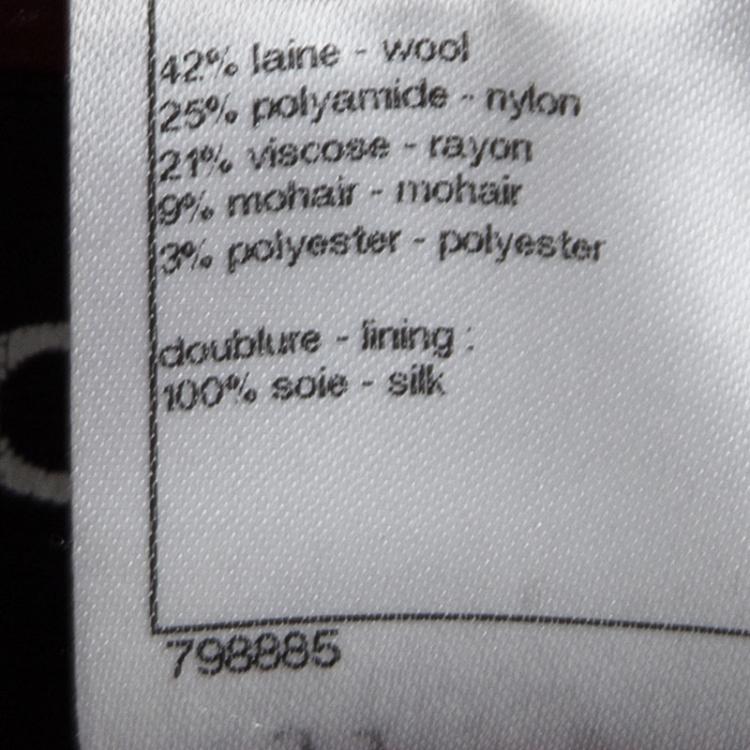 42% laine - wool
25% polyamide - nylon
21% viscose - rayon
9% mohair - mohair
3% polyester - polyester
doublure - lining :
100% soie - silk
798885